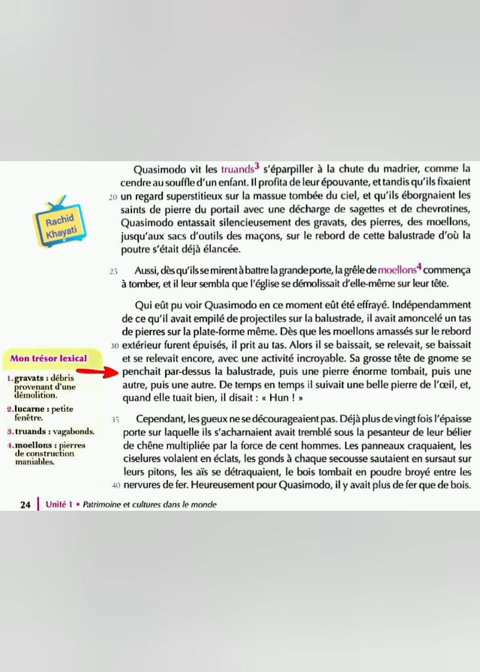 Quasimodo vit les truands³ s'éparpiller à la chute du madrier, comme la
cendre au souffle d'un enfant. Il profita de leur épouvante, et tandis qu'ils fixaient
20 un regard superstitieux sur la massue tombée du ciel, et qu'ils éborgnaient les
saints de pierre du portail avec une décharge de sagettes et de chevrotines,
Quasimodo entassait silencieusement des gravats, des pierres, des moellons,
jusqu'aux sacs d'outils des maçons, sur le rebord de cette balustrade d'où la
poutre s'était déjà élancée.
25 Aussi, dès qu'ils se mirent à battre la grande porte, la grêle de moellons⁴ commença
à tomber, et il leur sembla que l'église se démolissait d'elle-même sur leur tête.
Qui eût pu voir Quasimodo en ce moment eût été effrayé. Indépendamment
de ce qu'il avait empilé de projectiles sur la balustrade, il avait amoncelé un tas
de pierres sur la plate-forme même. Dès que les moellons amassés sur le rebord
30 extérieur furent épuisés, il prit au tas. Alors il se baissait, se relevait, se baissait
et se relevait encore, avec une activité incroyable. Sa grosse tête de gnome se
penchait par-dessus la balustrade, puis une pierre énorme tombait, puis une
autre, puis une autre. De temps en temps il suivait une belle pierre de l'œil, et,
quand elle tuait bien, il disait : « Hun ! »
35 Cependant, les gueux ne se décourageaient pas. Déjà plus de vingt fois l'épaisse
porte sur laquelle ils s'acharnaient avait tremblé sous la pesanteur de leur bélier
de chêne multipliée par la force de cent hommes. Les panneaux craquaient, les
ciselures volaient en éclats, les gonds à chaque secousse sautaient en sursaut sur
leurs pitons, les aïs se détraquaient, le bois tombait en poudre broyé entre les
40 nervures de fer. Heureusement pour Quasimodo, il y avait plus de fer que de bois.
Rachid
Khayati
Mon trésor lexical
1. gravats : débris
provenant d'une
démolition.
2. lucarne : petite
fenêtre.
3. truands : vagabonds.
4. moellons : pierres
de construction
maniables.
24 Unité 1 • Patrimoine et cultures dans le monde